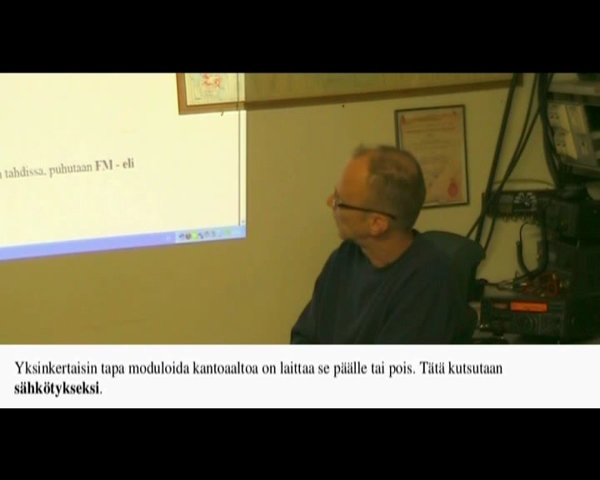 tahdissa, puhutaan FM - eli
Yksinkertaisin tapa moduloida kantoaaltoa on laittaa se päälle tai pois. Tätä kutsutaan
sähkötykseksi.